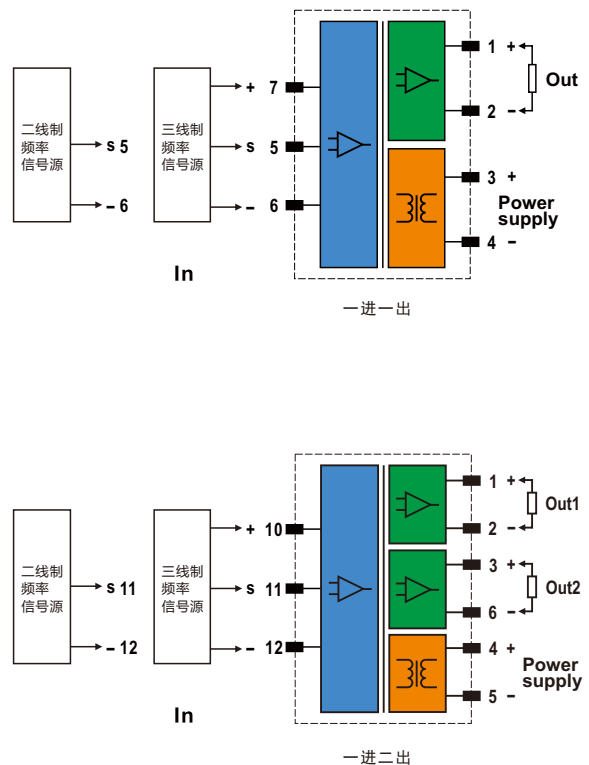 1 +
Out
2 −
二线制
频率
信号源
s 5
− 6
三线制
频率
信号源
+ 7
s 5
− 6
3 +
Power
supply
4 −
In
一进一出
1 +
Out1
2 −
3 +
Out2
6 −
二线制
频率
信号源
s 11
− 12
三线制
频率
信号源
+ 10
s 11
− 12
4 +
Power
supply
5 −
In
一进二出